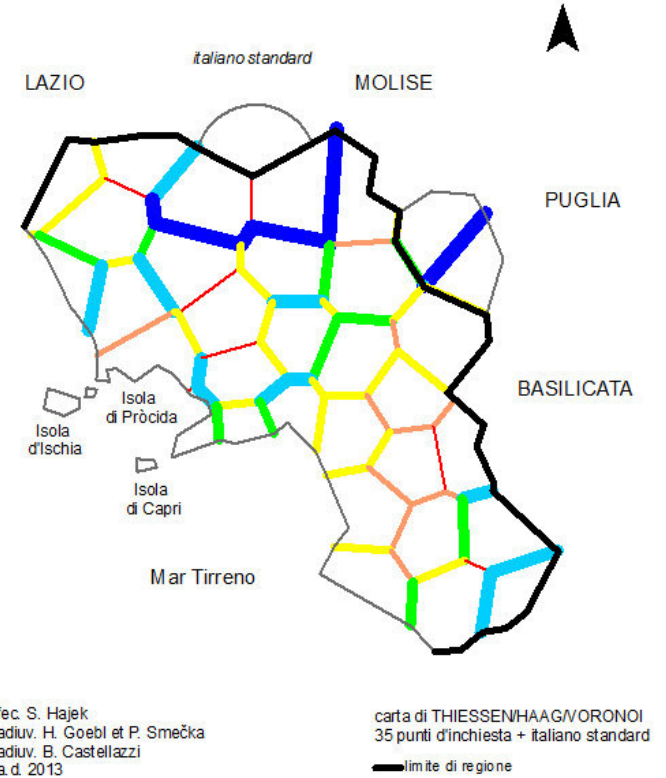 italiano standard
LAZIO
MOLISE
PUGLIA
BASILICATA
Isola
di Pròcida
Isola
d'Ischia
Isola
di Capri
Mar Tirreno
fec. S. Hajek
adiuv. H. Goebl et P. Smečka
adiuv. B. Castellazzi
a.d. 2013
carta di THIESSEN/HAAG/VORONOI
35 punti d'inchiesta + italiano standard
limite di regione